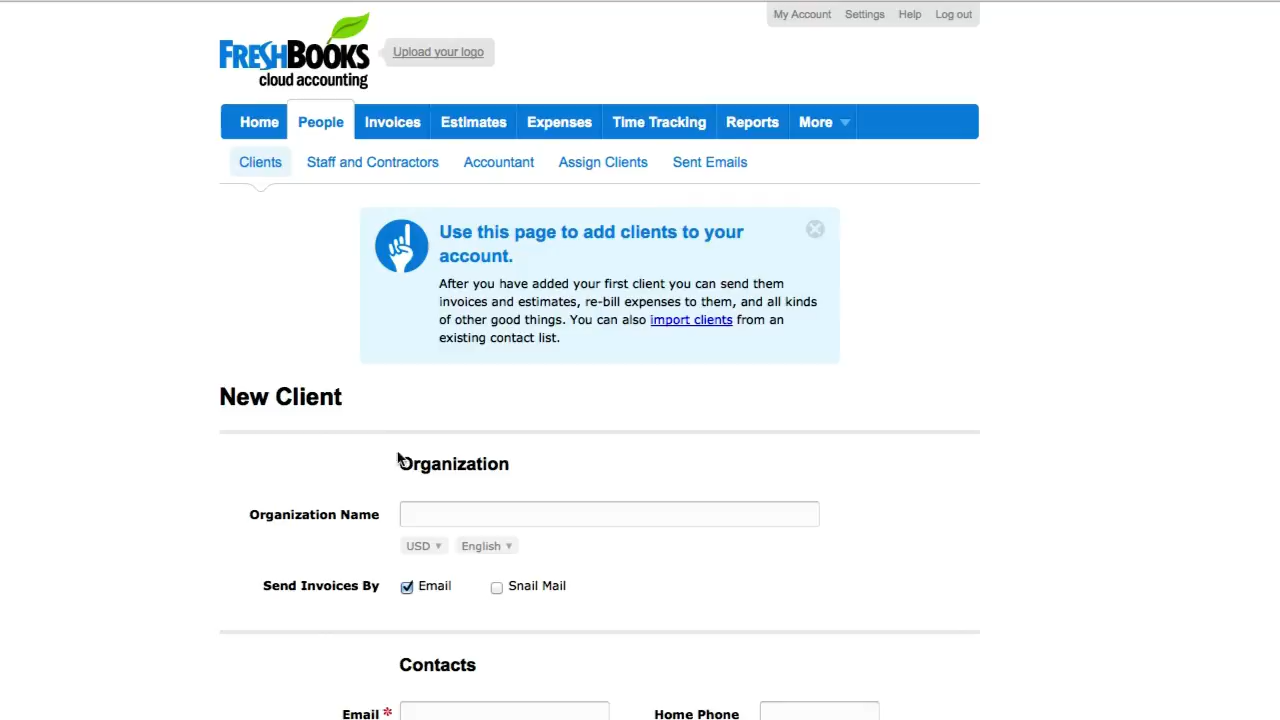 My Account Settings Help Log out
FRESHBOOKS
cloud accounting
Upload your logo
Home People Invoices Estimates Expenses Time Tracking Reports More
Clients Staff and Contractors Accountant Assign Clients Sent Emails
Use this page to add clients to your
account.
After you have added your first client you can send them
invoices and estimates, re-bill expenses to them, and all kinds
of other good things. You can also import clients from an
existing contact list.
New Client
Organization
Organization Name
USD English
Send Invoices By Email Snail Mail
Contacts
Email * Home Phone